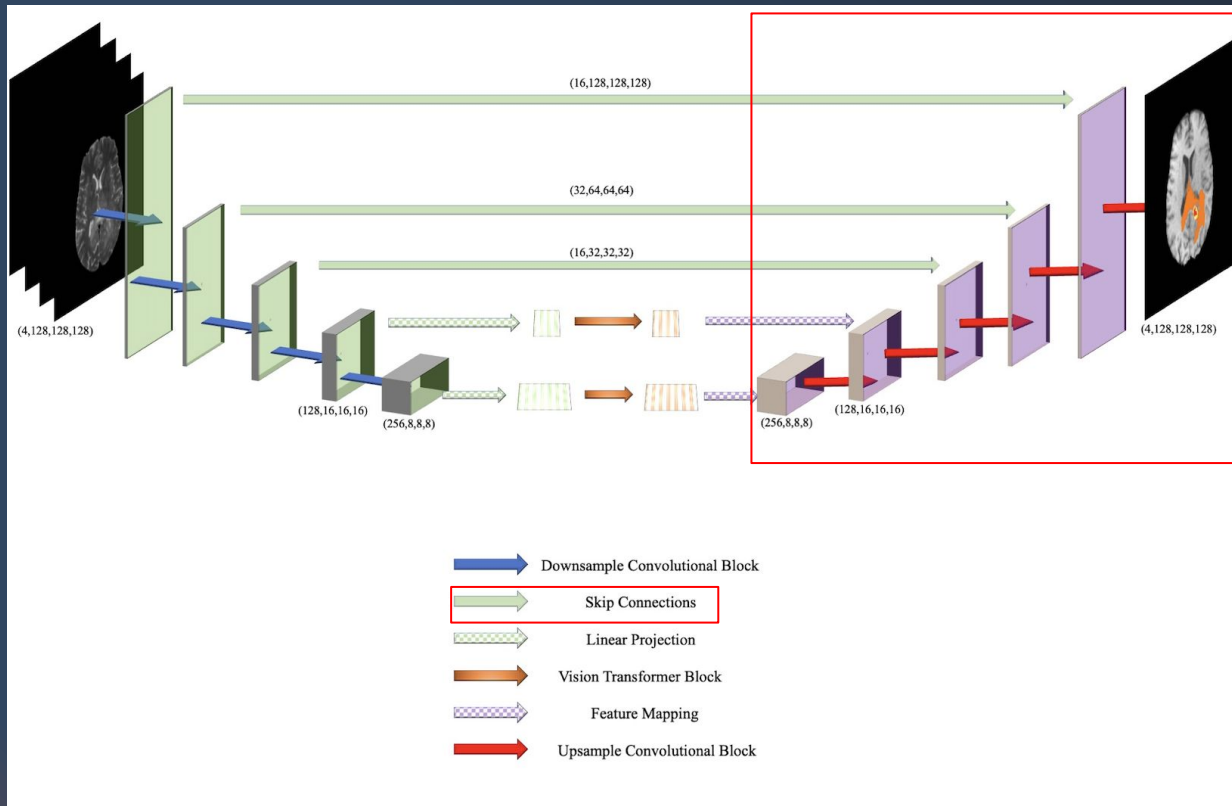 (16,128,128,128)
(32,64,64,64)
(16,32,32,32)
(4,128,128,128)
(4,128,128,128)
(128,16,16,16)
(256,8,8,8)
(256,8,8,8)
(128,16,16,16)
Downsample Convolutional Block
Skip Connections
Linear Projection
Vision Transformer Block
Feature Mapping
Upsample Convolutional Block